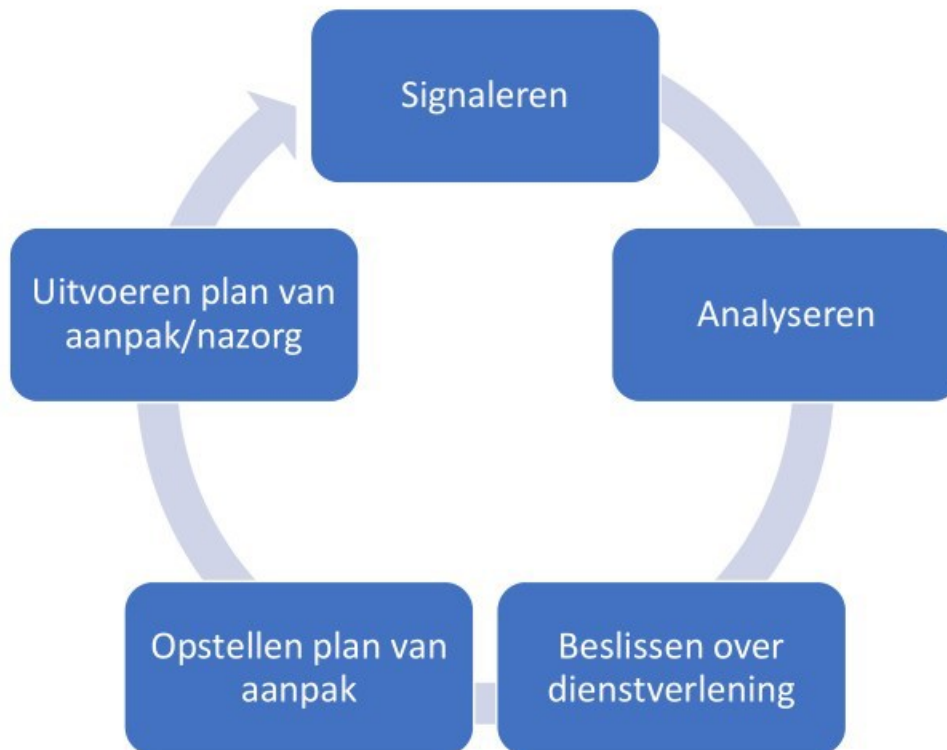 Signaleren
Analyseren
Beslissen over
dienstverlening
Opstellen plan van
aanpak
Uitvoeren plan van
aanpak/nazorg